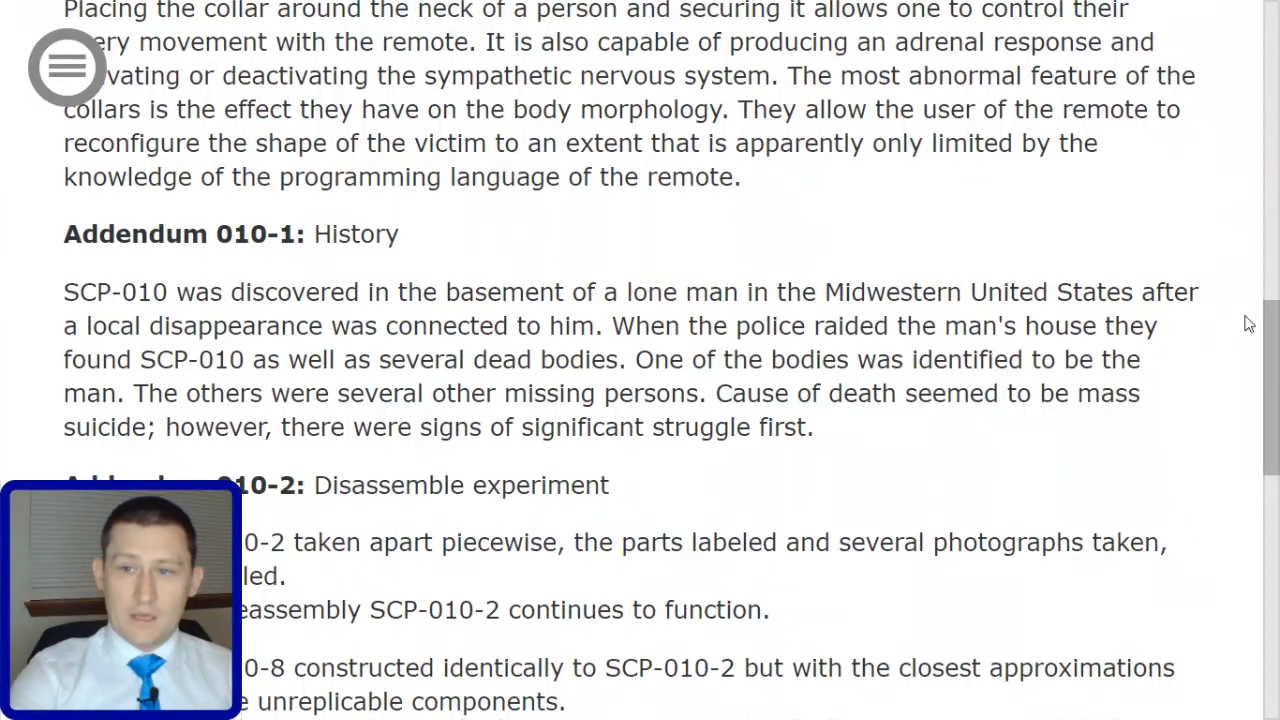 Placing the collar around the neck of a person and securing it allows one to control their
movement with the remote. It is also capable of producing an adrenal response and
or deactivating the sympathetic nervous system. The most abnormal feature of the
collars is the effect they have on the body morphology. They allow the user of the remote to
reconfigure the shape of the victim to an extent that is apparently only limited by the
knowledge of the programming language of the remote.
Addendum 010-1: History
SCP-010 was discovered in the basement of a lone man in the Midwestern United States after
a local disappearance was connected to him. When the police raided the man's house they
found SCP-010 as well as several dead bodies. One of the bodies was identified to be the
man. The others were several other missing persons. Cause of death seemed to be mass
suicide; however, there were signs of significant struggle first.
Addendum 010-2: Disassemble experiment
0-2 taken apart piecewise, the parts labeled and several photographs taken,
led.
eassembly SCP-010-2 continues to function.
0-8 constructed identically to SCP-010-2 but with the closest approximations
e unreplicable components.